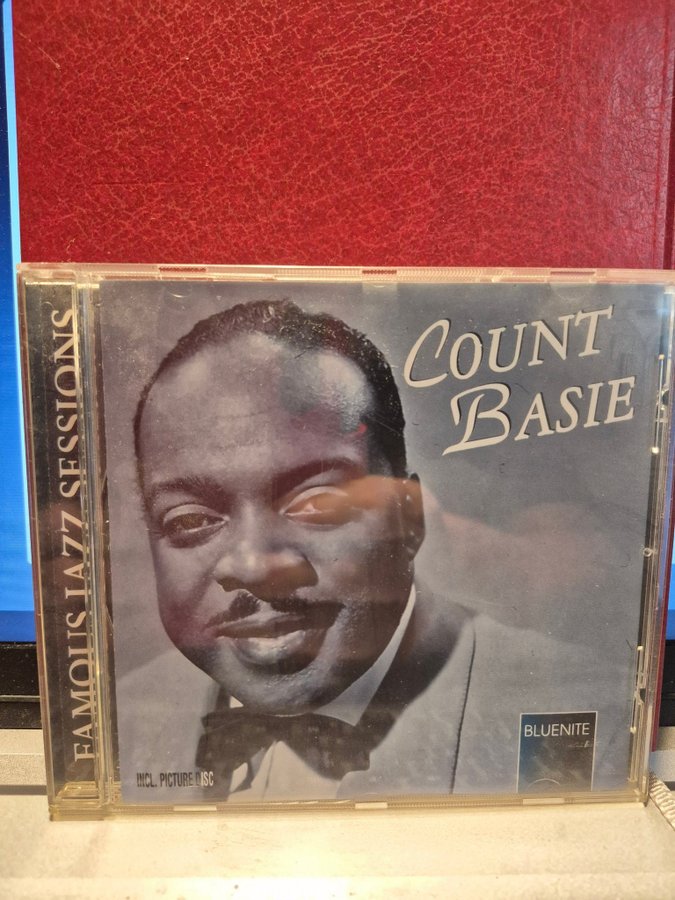 FAMOUS JAZZ SESSIONS
COUNT
BASIE
BLUENITE
INCL. PICTURE DISC